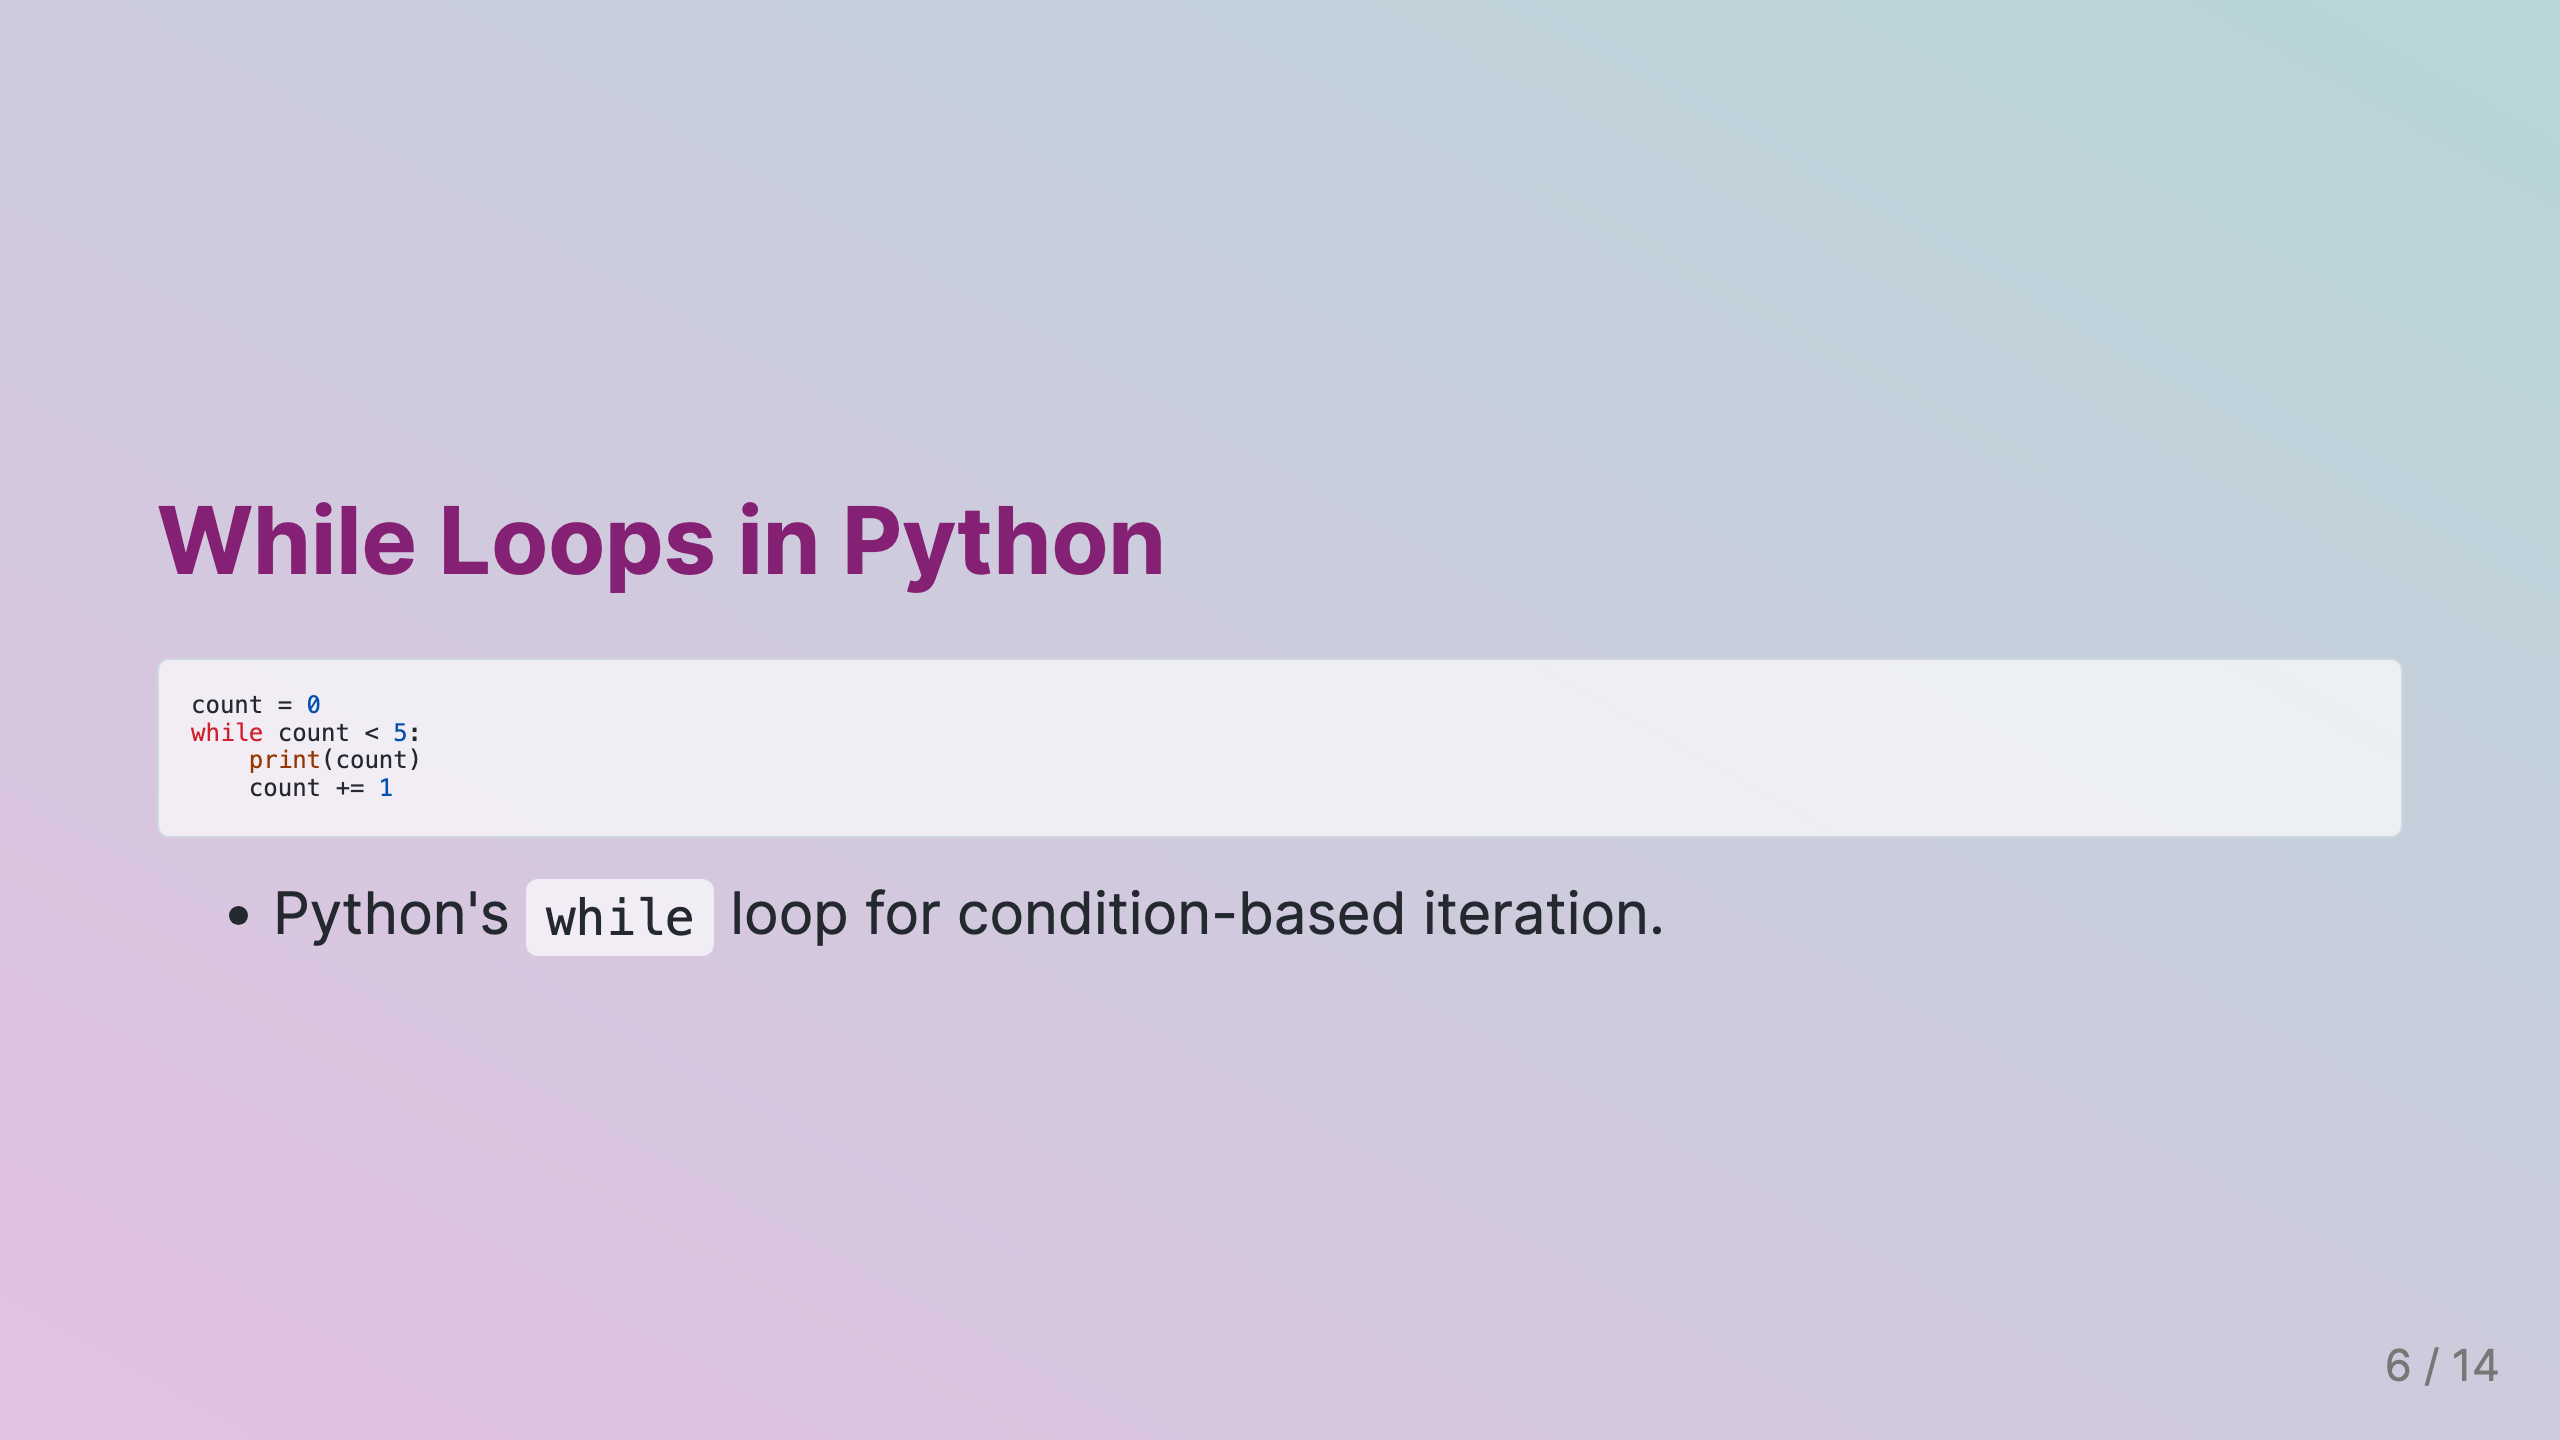 While Loops in Python
count = 0
while count < 5:
    print(count)
    count += 1
• Python's while loop for condition-based iteration.
6 / 14